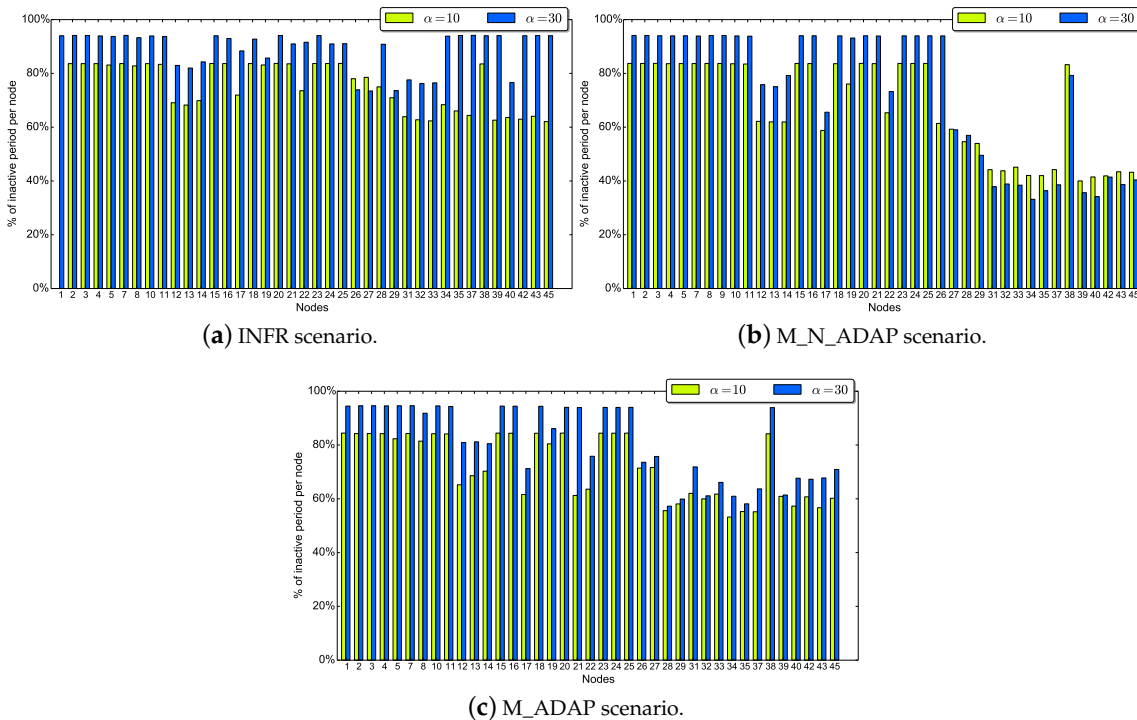 100%
80%
60%
40%
20%
0%
% of inactive period per node
α = 10 α = 30
1 2 3 4 5 7 8 10 11 12 13 14 15 16 17 18 19 20 21 22 23 24 25 26 27 28 29 31 32 33 34 35 37 38 39 40 42 43 45
Nodes
(a) INFR scenario.
100%
80%
60%
40%
20%
0%
% of inactive period per node
α = 10 α = 30
1 2 3 4 5 7 8 9 10 11 12 13 14 15 16 17 18 19 20 21 22 23 24 25 26 27 28 29 31 32 33 34 35 37 38 39 40 42 43 45
Nodes
(b) M_N_ADAP scenario.
100%
80%
60%
40%
20%
0%
% of inactive period per node
α = 10 α = 30
1 2 3 4 5 7 8 10 11 12 13 14 15 16 17 18 19 20 21 22 23 24 25 26 27 28 29 31 32 33 34 35 37 38 39 40 42 43 45
Nodes
(c) M_ADAP scenario.